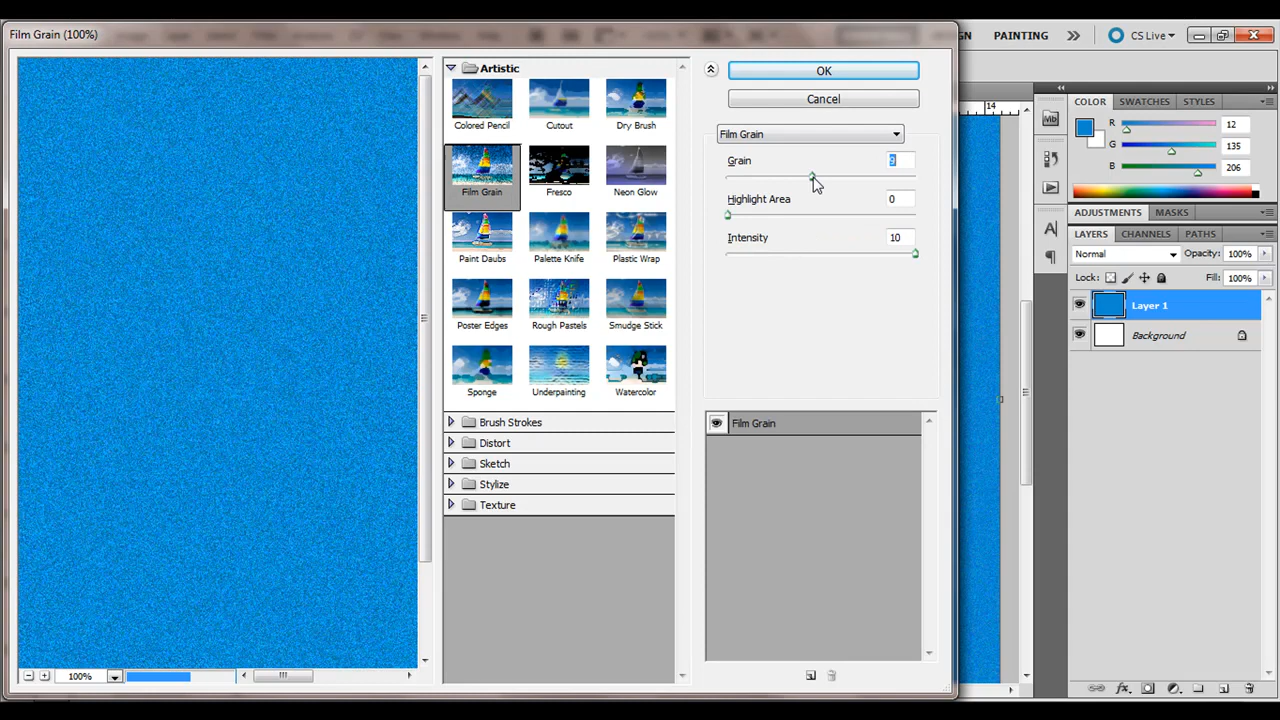 Film Grain (100%)
PAINTING
CS Live
Artistic
Colored Pencil
Cutout
Dry Brush
Film Grain
Fresco
Neon Glow
Paint Daubs
Palette Knife
Plastic Wrap
Poster Edges
Rough Pastels
Smudge Stick
Sponge
Underpainting
Watercolor
Brush Strokes
Distort
Sketch
Stylize
Texture
100%
OK
Cancel
Film Grain
Grain 9
Highlight Area 0
Intensity 10
Film Grain
14
Mb
COLOR SWATCHES STYLES
R 12
G 135
B 206
ADJUSTMENTS MASKS
LAYERS CHANNELS PATHS
Normal Opacity: 100%
Lock: Fill: 100%
Layer 1
Background
fx